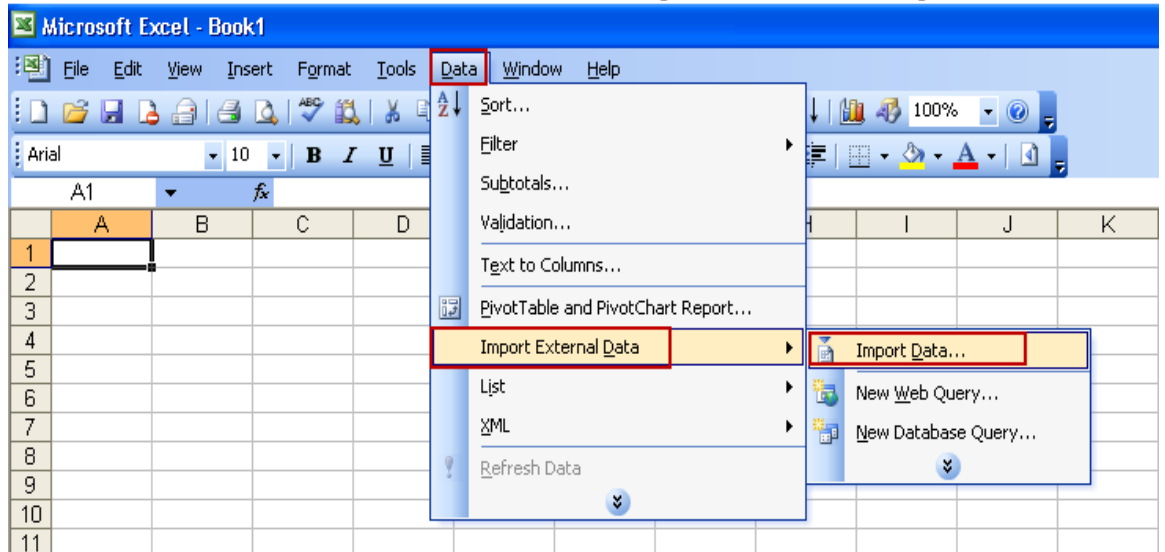 Microsoft Excel - Book1
File Edit View Insert Format Tools Data Window Help
ABC 100%
Arial 10 B I U A
A1 fx
A B C D H I J K
1
2
3
4
5
6
7
8
9
10
11
A Z Sort...
Filter
Subtotals...
Validation...
Text to Columns...
PivotTable and PivotChart Report...
Import External Data
List
XML
Refresh Data
Import Data...
New Web Query...
New Database Query...